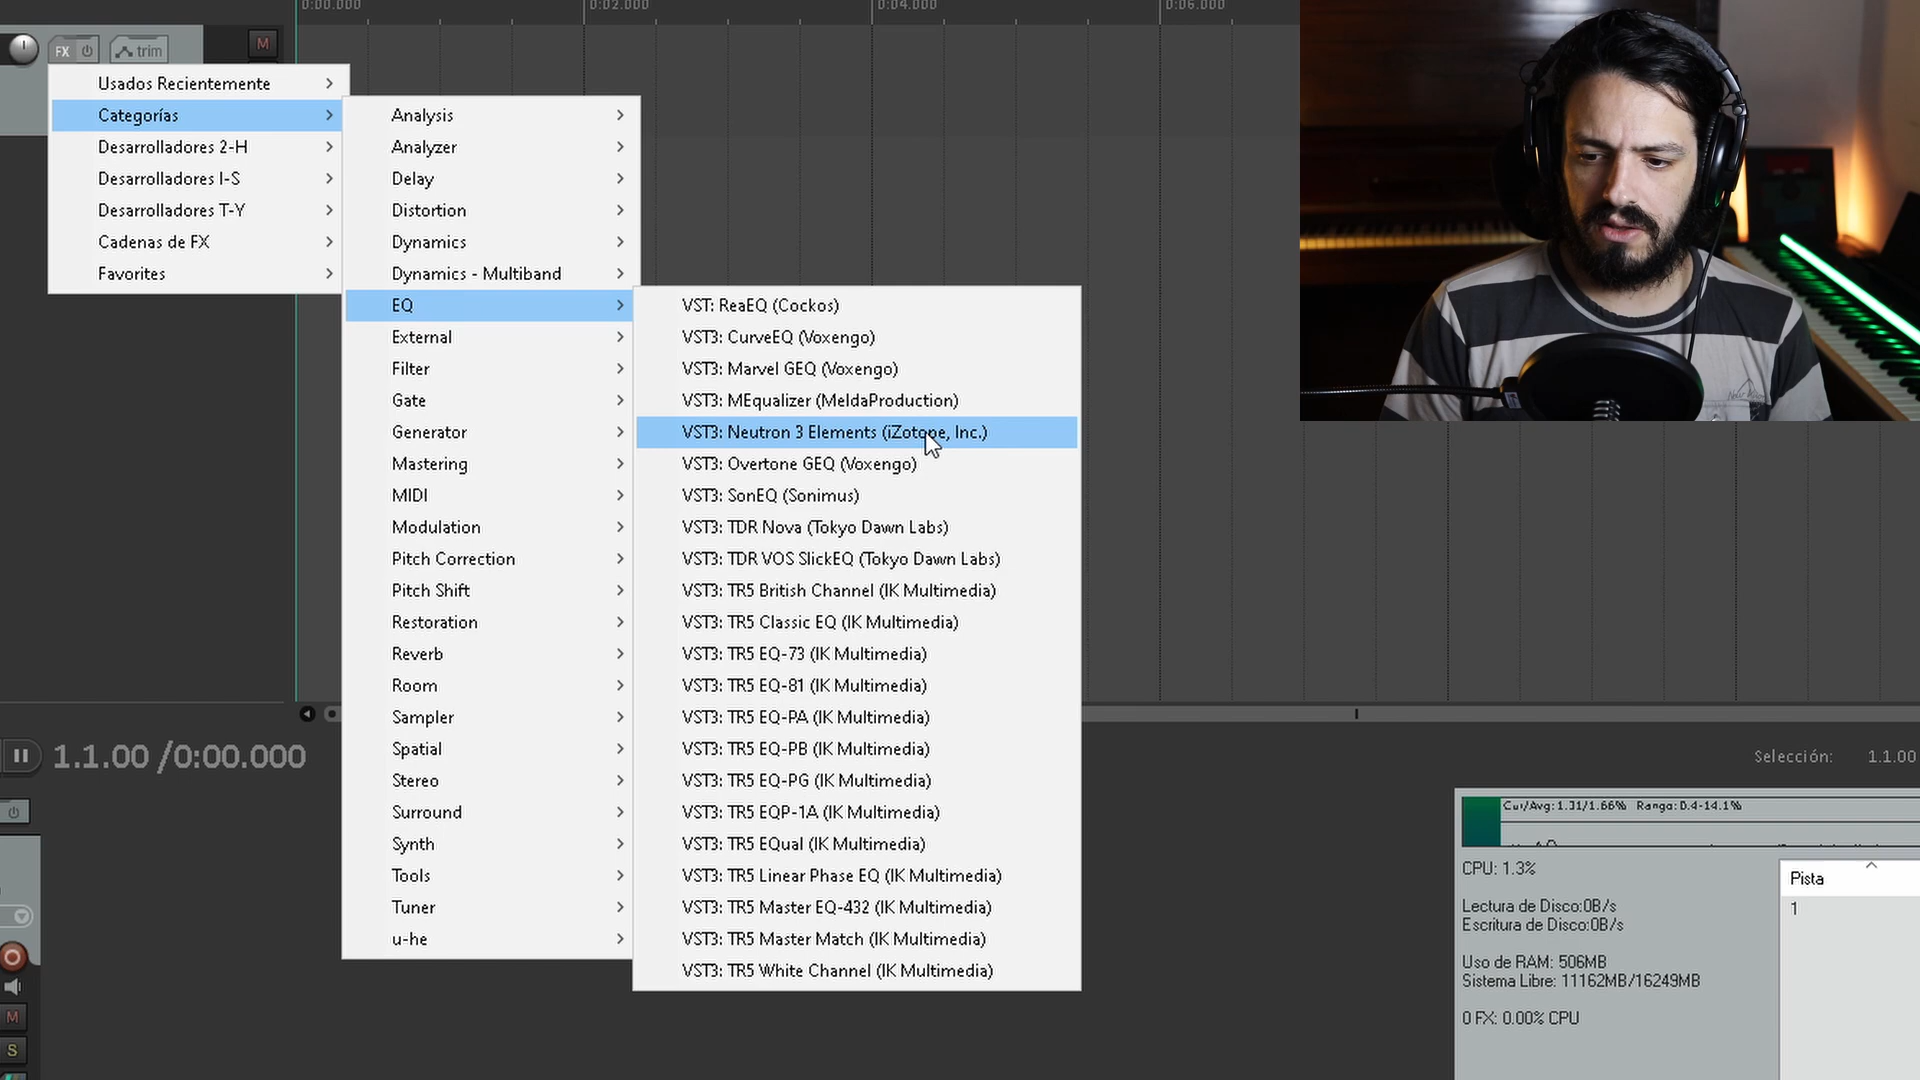 0:00.000
0:02.000
0:04.000
0:06.000
FX
trim
M
Usados Recientemente
Categorías
Desarrolladores 2-H
Desarrolladores I-S
Desarrolladores T-Y
Cadenas de FX
Favorites
Analysis
Analyzer
Delay
Distortion
Dynamics
Dynamics - Multiband
EQ
External
Filter
Gate
Generator
Mastering
MIDI
Modulation
Pitch Correction
Pitch Shift
Restoration
Reverb
Room
Sampler
Spatial
Stereo
Surround
Synth
Tools
Tuner
u-he
VST: ReaEQ (Cockos)
VST3: CurveEQ (Voxengo)
VST3: Marvel GEQ (Voxengo)
VST3: MEqualizer (MeldaProduction)
VST3: Neutron 3 Elements (iZotope, Inc.)
VST3: Overtone GEQ (Voxengo)
VST3: SonEQ (Sonimus)
VST3: TDR Nova (Tokyo Dawn Labs)
VST3: TDR VOS SlickEQ (Tokyo Dawn Labs)
VST3: TR5 British Channel (IK Multimedia)
VST3: TR5 Classic EQ (IK Multimedia)
VST3: TR5 EQ-73 (IK Multimedia)
VST3: TR5 EQ-81 (IK Multimedia)
VST3: TR5 EQ-PA (IK Multimedia)
VST3: TR5 EQ-PB (IK Multimedia)
VST3: TR5 EQ-PG (IK Multimedia)
VST3: TR5 EQP-1A (IK Multimedia)
VST3: TR5 EQual (IK Multimedia)
VST3: TR5 Linear Phase EQ (IK Multimedia)
VST3: TR5 Master EQ-432 (IK Multimedia)
VST3: TR5 Master Match (IK Multimedia)
VST3: TR5 White Channel (IK Multimedia)
1.1.00 /0:00.000
Selección: 1.1.00
Cur/Avg: 1.31/1.66% Rango: 0.4-14.1%
CPU: 1.3%
Lectura de Disco:0B/s
Escritura de Disco:0B/s
Uso de RAM: 506MB
Sistema Libre: 11162MB/16249MB
0 FX: 0.00% CPU
Pista
1
M
S